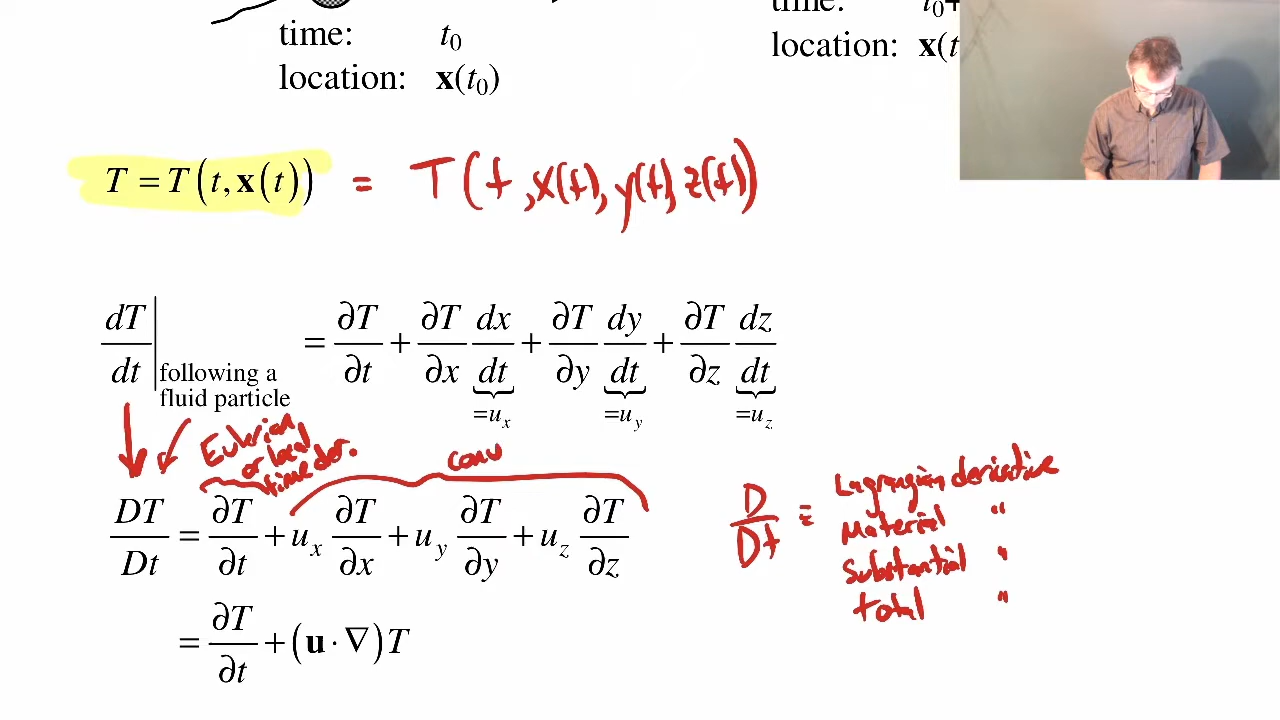 time: t₀
location: x(t₀)
time: t₀+
location: x(t
T = T(t, x(t)) = T(t, x(t), y(t), z(t))
dT/dt|following a fluid particle = ∂T/∂t + ∂T/∂x dx/dt + ∂T/∂y dy/dt + ∂T/∂z dz/dt
=uₓ =u_y =u_z
Eulerian
or local
time der.
conv
DT/Dt = ∂T/∂t + uₓ ∂T/∂x + u_y ∂T/∂y + u_z ∂T/∂z
D/Dt ≡ Lagrangian derivative
Material "
Substantial "
total "
= ∂T/∂t + (u · ∇)T